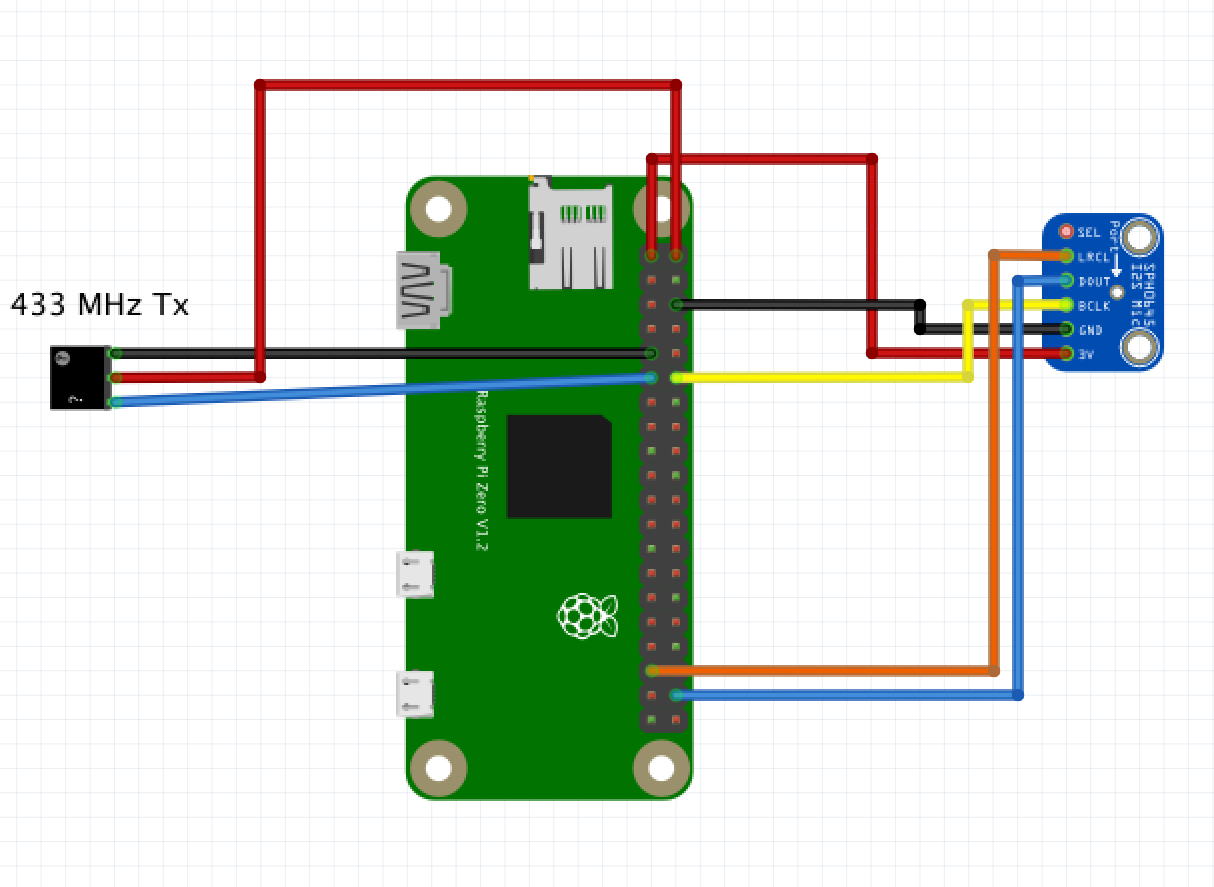 433 MHz Tx
?
Raspberry Pi Zero V1.2
SEL
LRCL
DOUT
BCLK
GND
3V
Port
SPH0645
I2S Mic